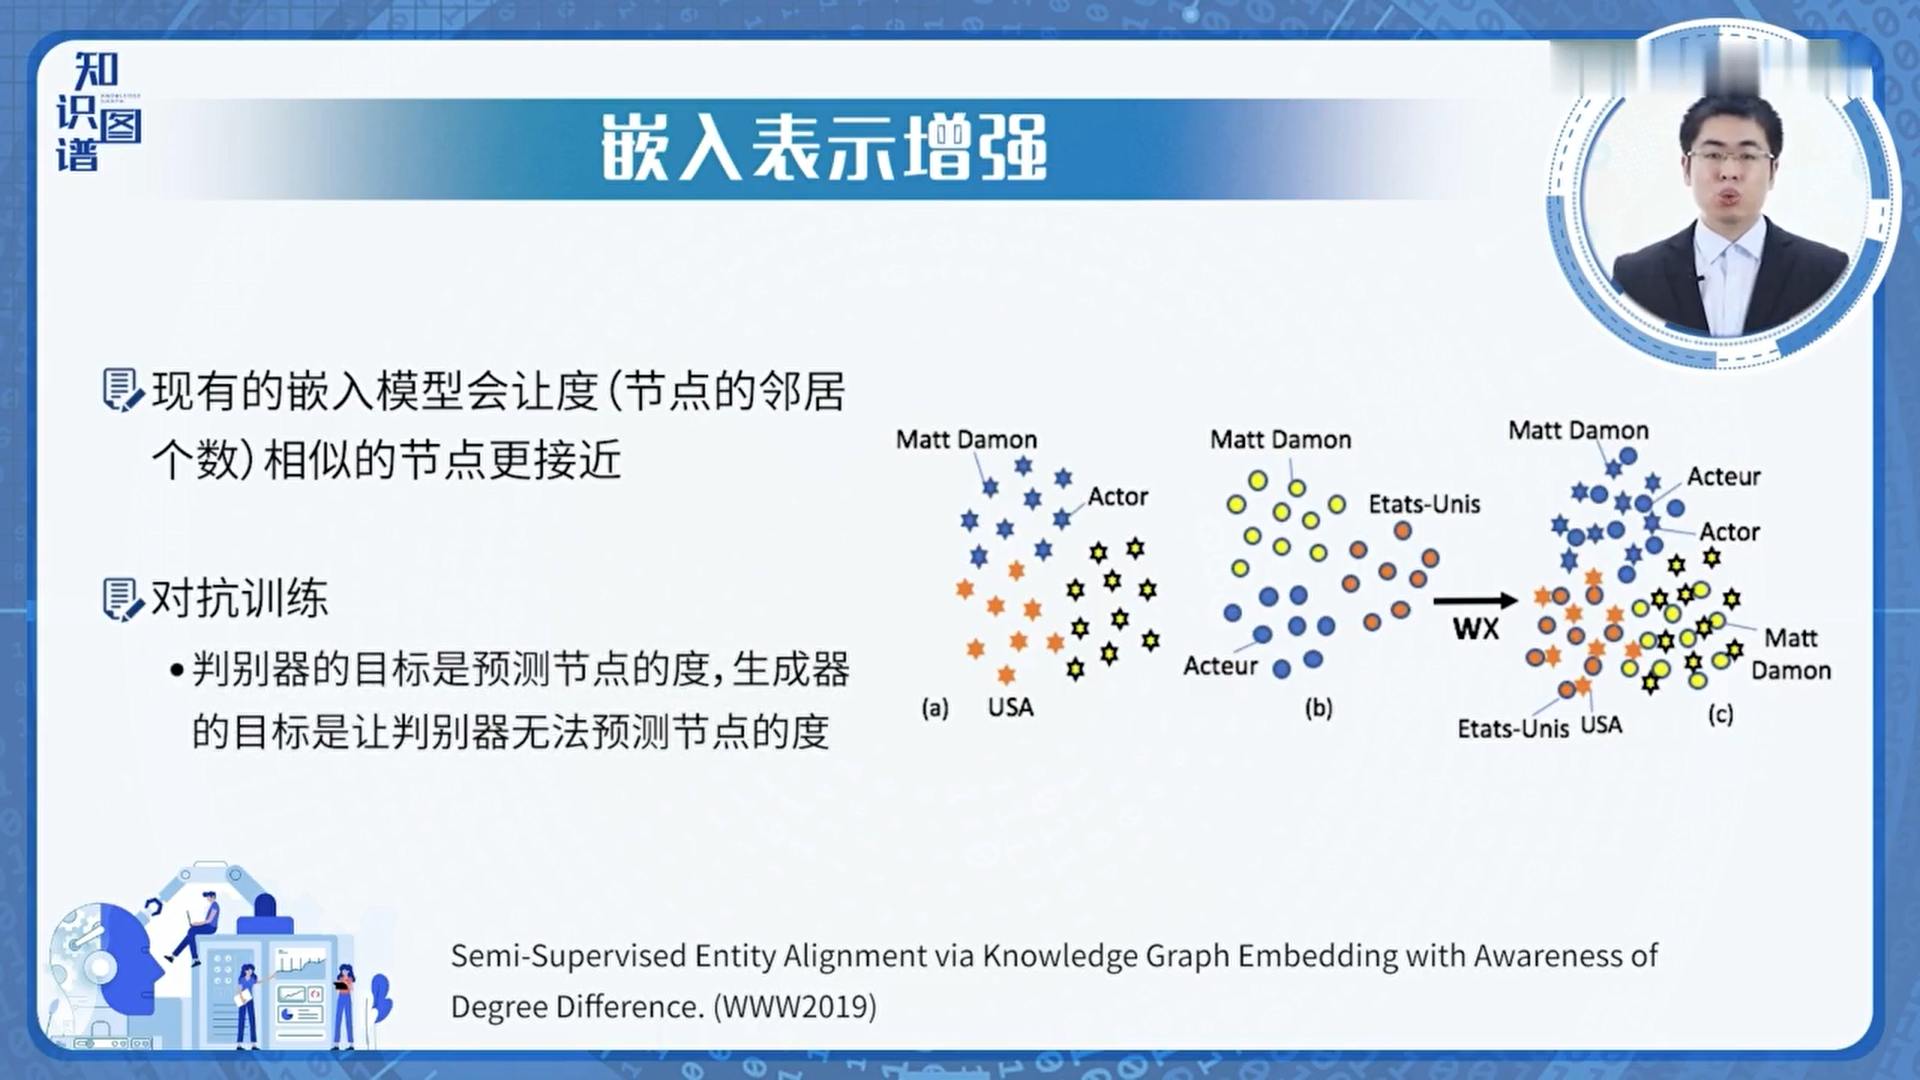 知
识图
谱
嵌入表示增强
现有的嵌入模型会让度(节点的邻居
个数)相似的节点更接近
对抗训练
•判别器的目标是预测节点的度,生成器
的目标是让判别器无法预测节点的度
Matt Damon
Actor
(a)
USA
Matt Damon
Etats-Unis
Acteur
(b)
WX
Matt Damon
Acteur
Actor
Matt
Damon
Etats-Unis
USA
(c)
Semi-Supervised Entity Alignment via Knowledge Graph Embedding with Awareness of
Degree Difference. (WWW2019)